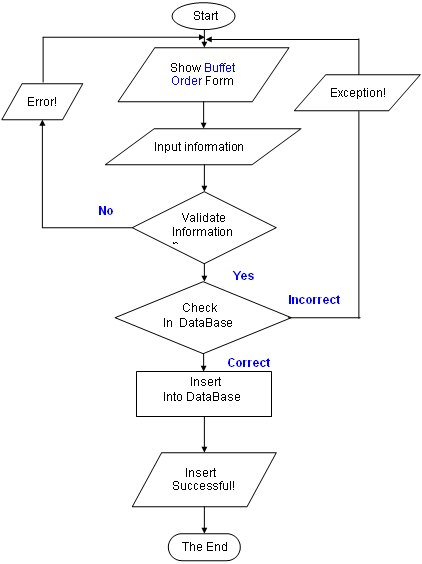 Start
Show Buffet
Order Form
Error!
Exception!
Input information
No
Validate
Information
Yes
Check
In DataBase
Incorrect
Correct
Insert
Into DataBase
Insert
Successful!
The End